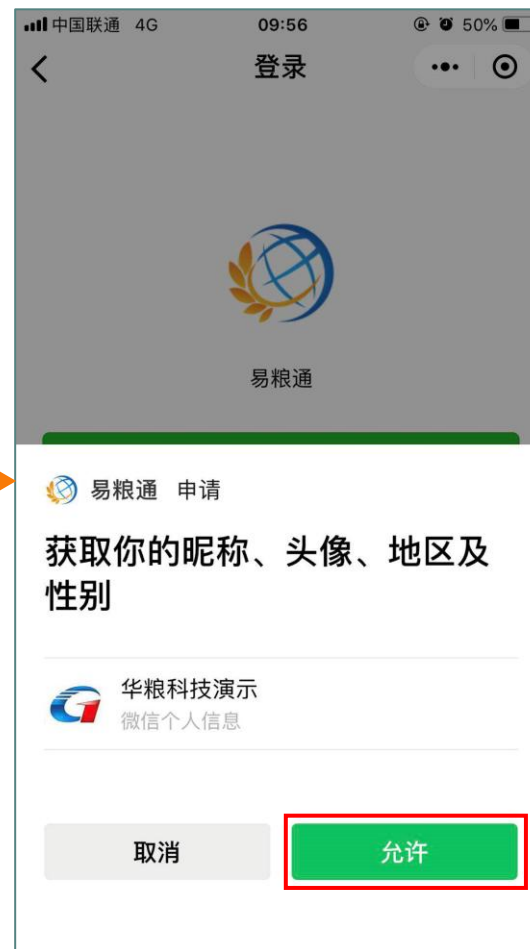 中国联通 4G 09:56 50%
登录
易粮通
易粮通 申请
获取你的昵称、头像、地区及
性别
华粮科技演示
微信个人信息
取消 允许